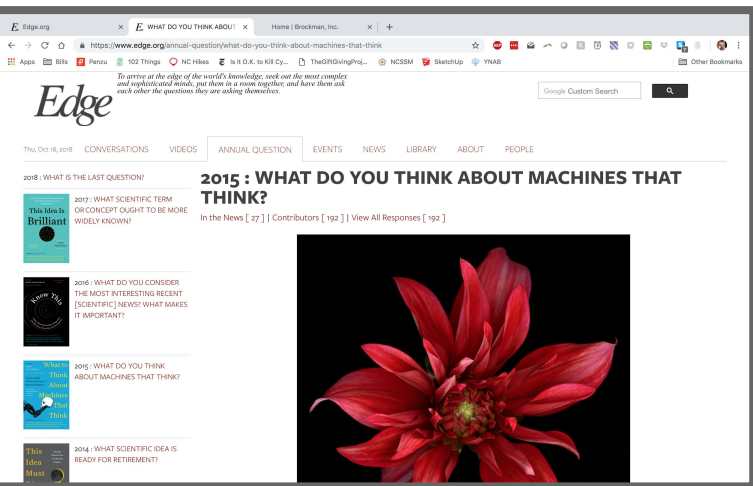 Edge.org
WHAT DO YOU THINK ABOUT
Home | Brockman, Inc.
https://www.edge.org/annual-question/what-do-you-think-about-machines-that-think
Apps
Bills
Penzu
102 Things
NC Hikes
Is It O.K. to Kill Cy...
TheGiftGivingProj...
NCSSM
SketchUp
YNAB
Other Bookmarks
Edge
To arrive at the edge of the world's knowledge, seek out the most complex
and sophisticated minds, put them in a room together, and have them ask
each other the questions they are asking themselves.
Google Custom Search
Thu, Oct 18, 2018
CONVERSATIONS
VIDEOS
ANNUAL QUESTION
EVENTS
NEWS
LIBRARY
ABOUT
PEOPLE
2018 : WHAT IS THE LAST QUESTION?
This Idea Is
Brilliant
2017 : WHAT SCIENTIFIC TERM
OR CONCEPT OUGHT TO BE MORE
WIDELY KNOWN?
Know This
2016 : WHAT DO YOU CONSIDER
THE MOST INTERESTING RECENT
[SCIENTIFIC] NEWS? WHAT MAKES
IT IMPORTANT?
What to
Think
About
Machines
That
Think
2015 : WHAT DO YOU THINK
ABOUT MACHINES THAT THINK?
This
Idea
Must
2014 : WHAT SCIENTIFIC IDEA IS
READY FOR RETIREMENT?
2015 : WHAT DO YOU THINK ABOUT MACHINES THAT
THINK?
In the News [ 27 ] | Contributors [ 192 ] | View All Responses [ 192 ]